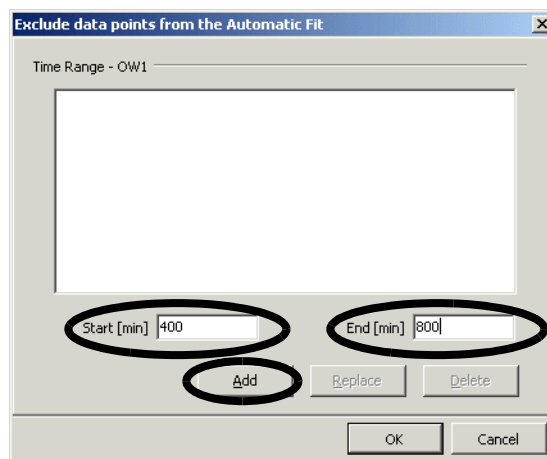 Exclude data points from the Automatic Fit
Time Range - OW1
Start [min] 400 End [min] 800
Add Replace Delete
OK Cancel